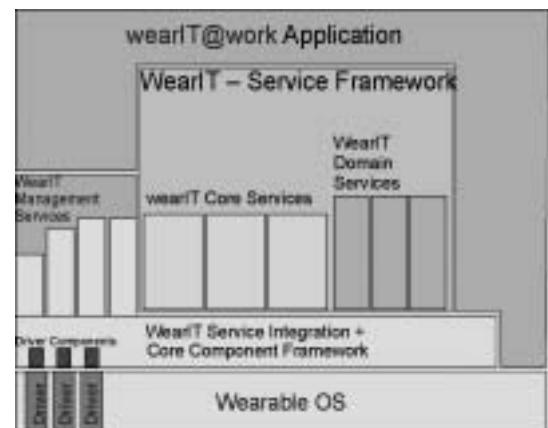 wearIT@work Application
WearIT – Service Framework
WearIT
Domain
Services
WearIT
Management
Services
wearIT Core Services
Driver Components
WearIT Service Integration +
Core Component Framework
Driver
Driver
Driver
Wearable OS